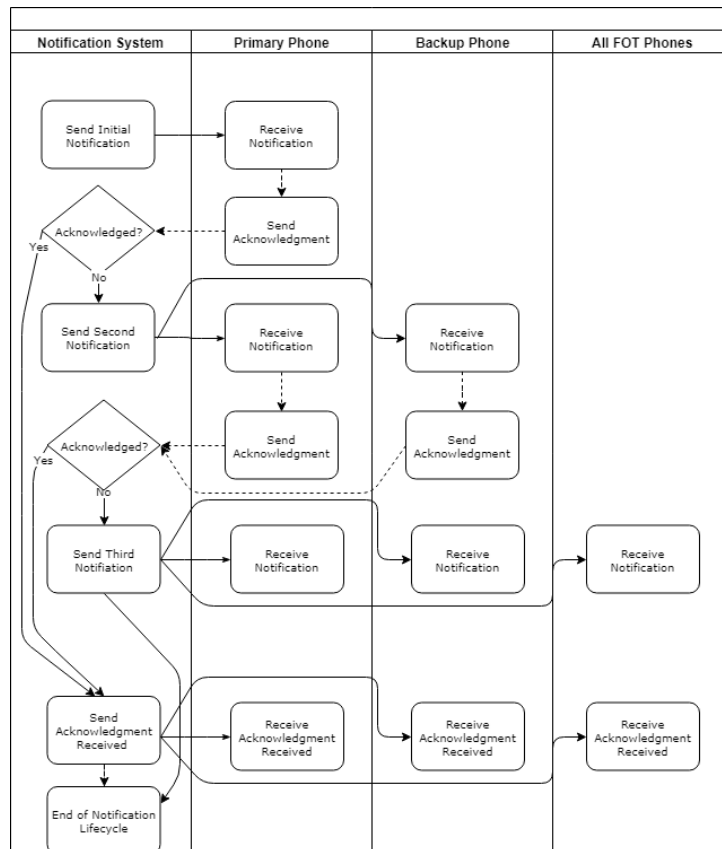 Notification System
Primary Phone
Backup Phone
All FOT Phones
Send Initial
Notification
Receive
Notification
Acknowledged?
Send
Acknowledgment
Yes
No
Send Second
Notification
Receive
Notification
Receive
Notification
Acknowledged?
Send
Acknowledgment
Send
Acknowledgment
Yes
No
Send Third
Notifiation
Receive
Notification
Receive
Notification
Receive
Notification
Send
Acknowledgment
Received
Receive
Acknowledgment
Received
Receive
Acknowledgment
Received
Receive
Acknowledgment
Received
End of Notification
Lifecycle